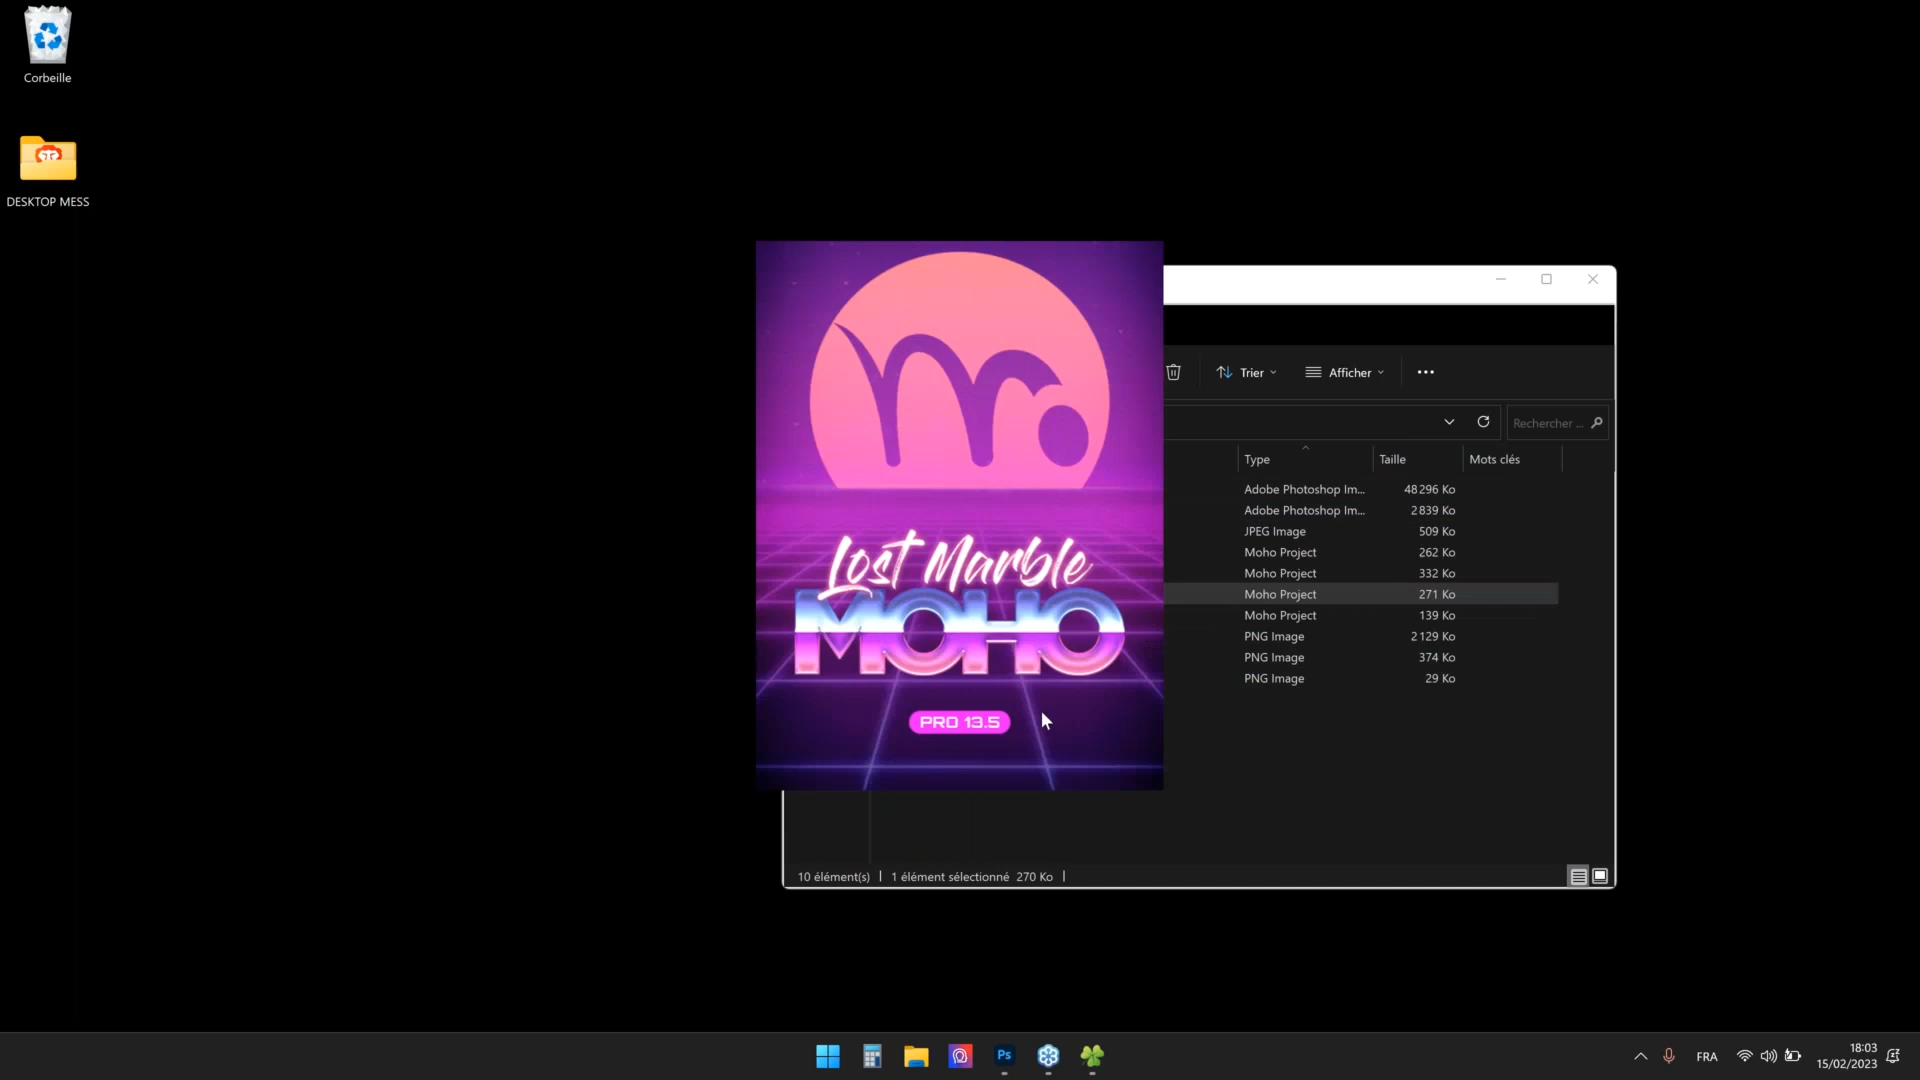 Corbeille
DESKTOP MESS
Lost Marble
MOHO
PRO 13.5
Trier
Afficher
Rechercher ...
Type Taille Mots clés
Adobe Photoshop Im... 48 296 Ko
Adobe Photoshop Im... 2 839 Ko
JPEG Image 509 Ko
Moho Project 262 Ko
Moho Project 332 Ko
Moho Project 271 Ko
Moho Project 139 Ko
PNG Image 2 129 Ko
PNG Image 374 Ko
PNG Image 29 Ko
10 élément(s) | 1 élément sélectionné 270 Ko |
Ps
FRA
18:03
15/02/2023